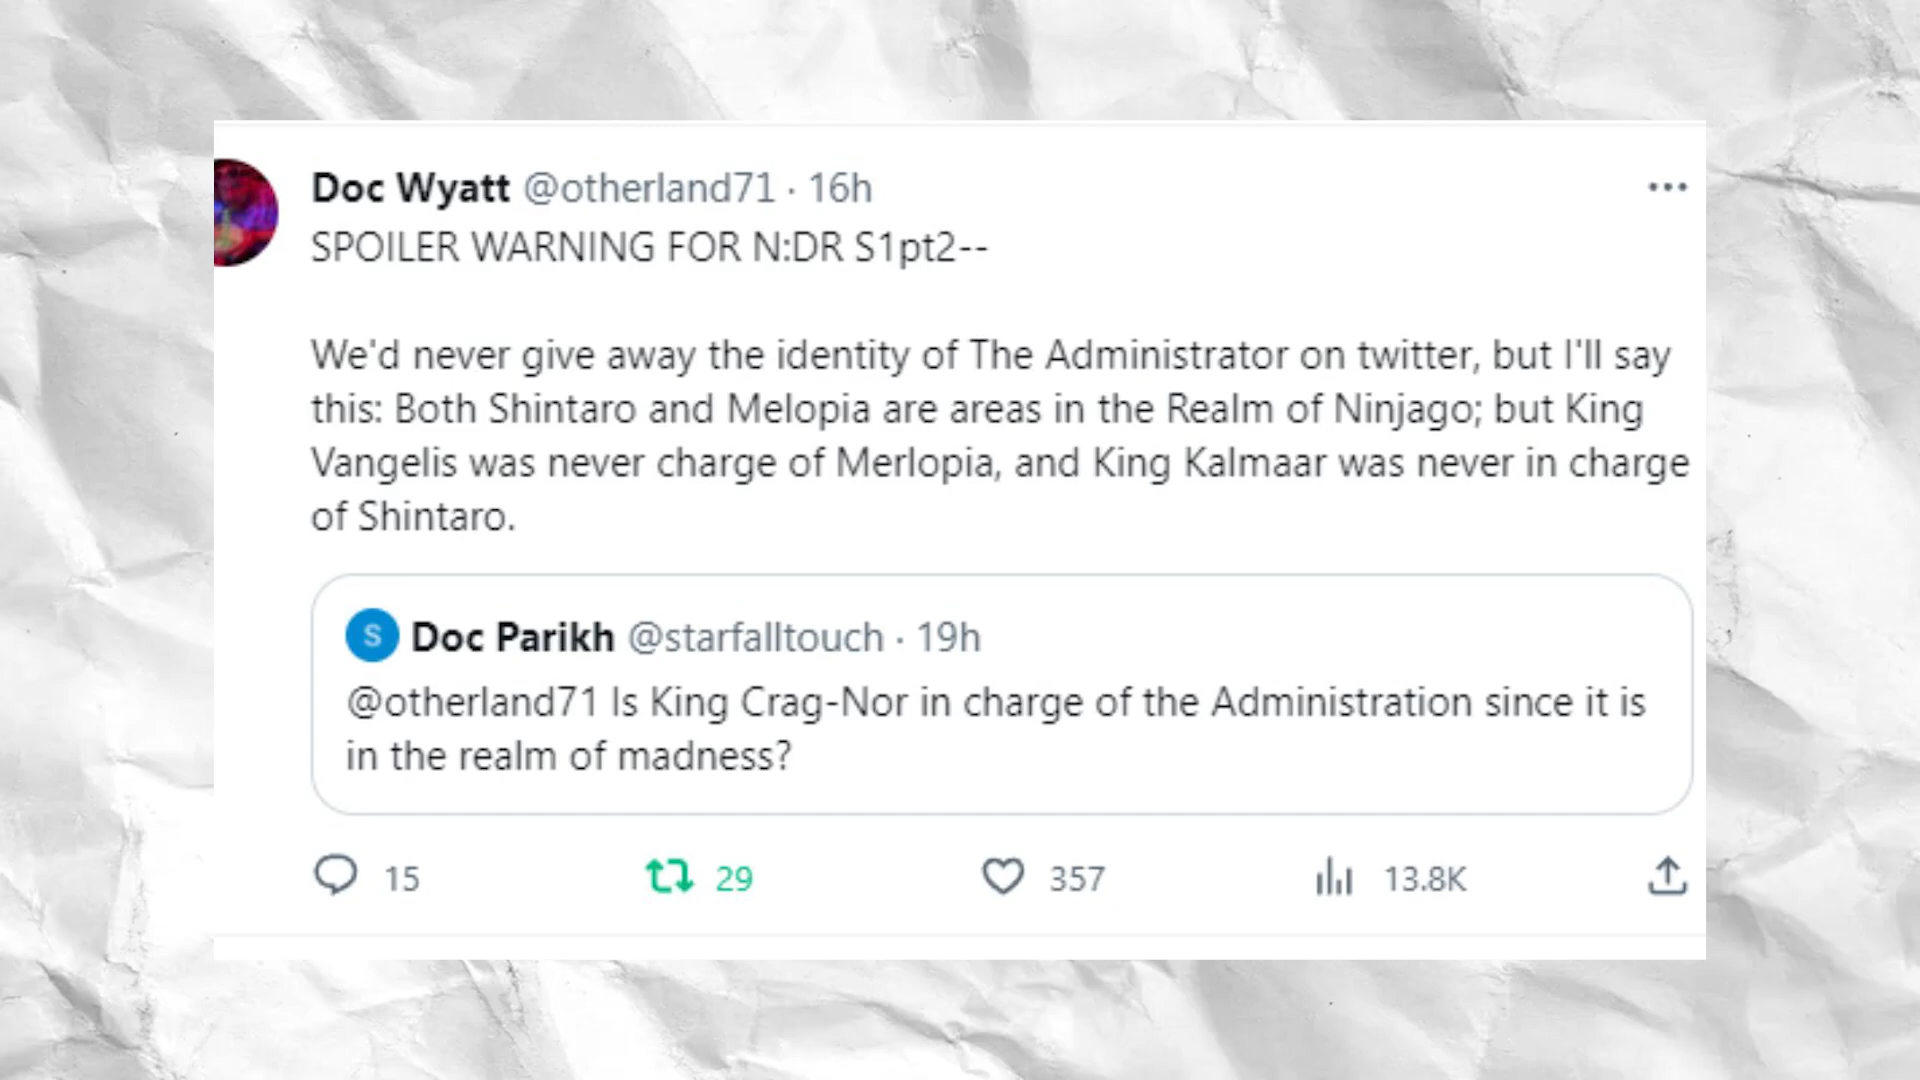 Doc Wyatt @otherland71 · 16h
SPOILER WARNING FOR N:DR S1pt2--
We'd never give away the identity of The Administrator on twitter, but I'll say
this: Both Shintaro and Melopia are areas in the Realm of Ninjago; but King
Vangelis was never charge of Merlopia, and King Kalmaar was never in charge
of Shintaro.
S Doc Parikh @starfalltouch · 19h
@otherland71 Is King Crag-Nor in charge of the Administration since it is
in the realm of madness?
15 29 357 13.8K